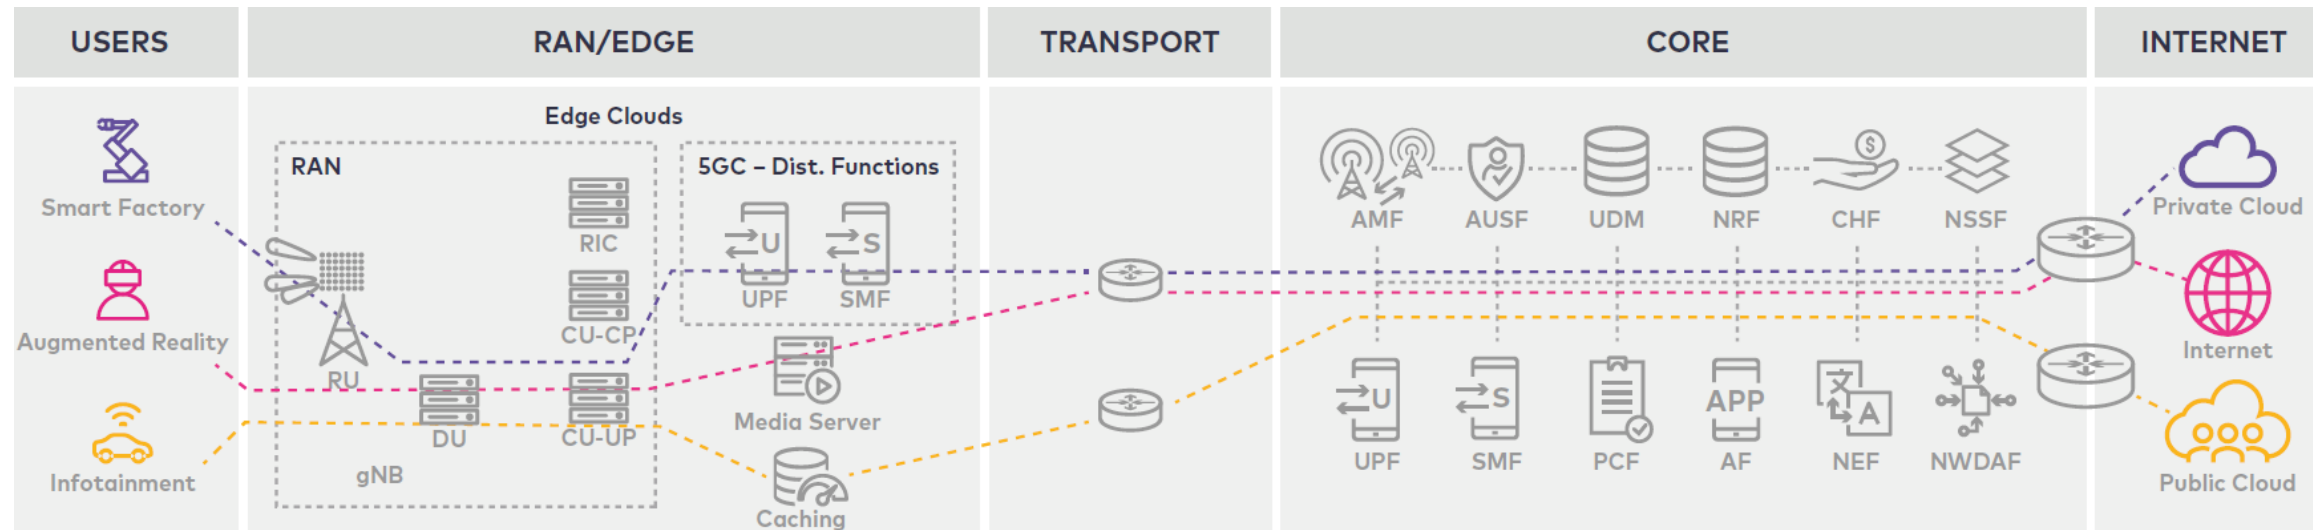 USERS
RAN/EDGE
TRANSPORT
CORE
INTERNET
Smart Factory
Augmented Reality
Infotainment
Edge Clouds
RAN
RIC
CU-CP
RU
DU
CU-UP
gNB
5GC – Dist. Functions
U
S
UPF
SMF
Media Server
Caching
$
AMF
AUSF
UDM
NRF
CHF
NSSF
U
S
APP
文
A
UPF
SMF
PCF
AF
NEF
NWDAF
Private Cloud
Internet
Public Cloud